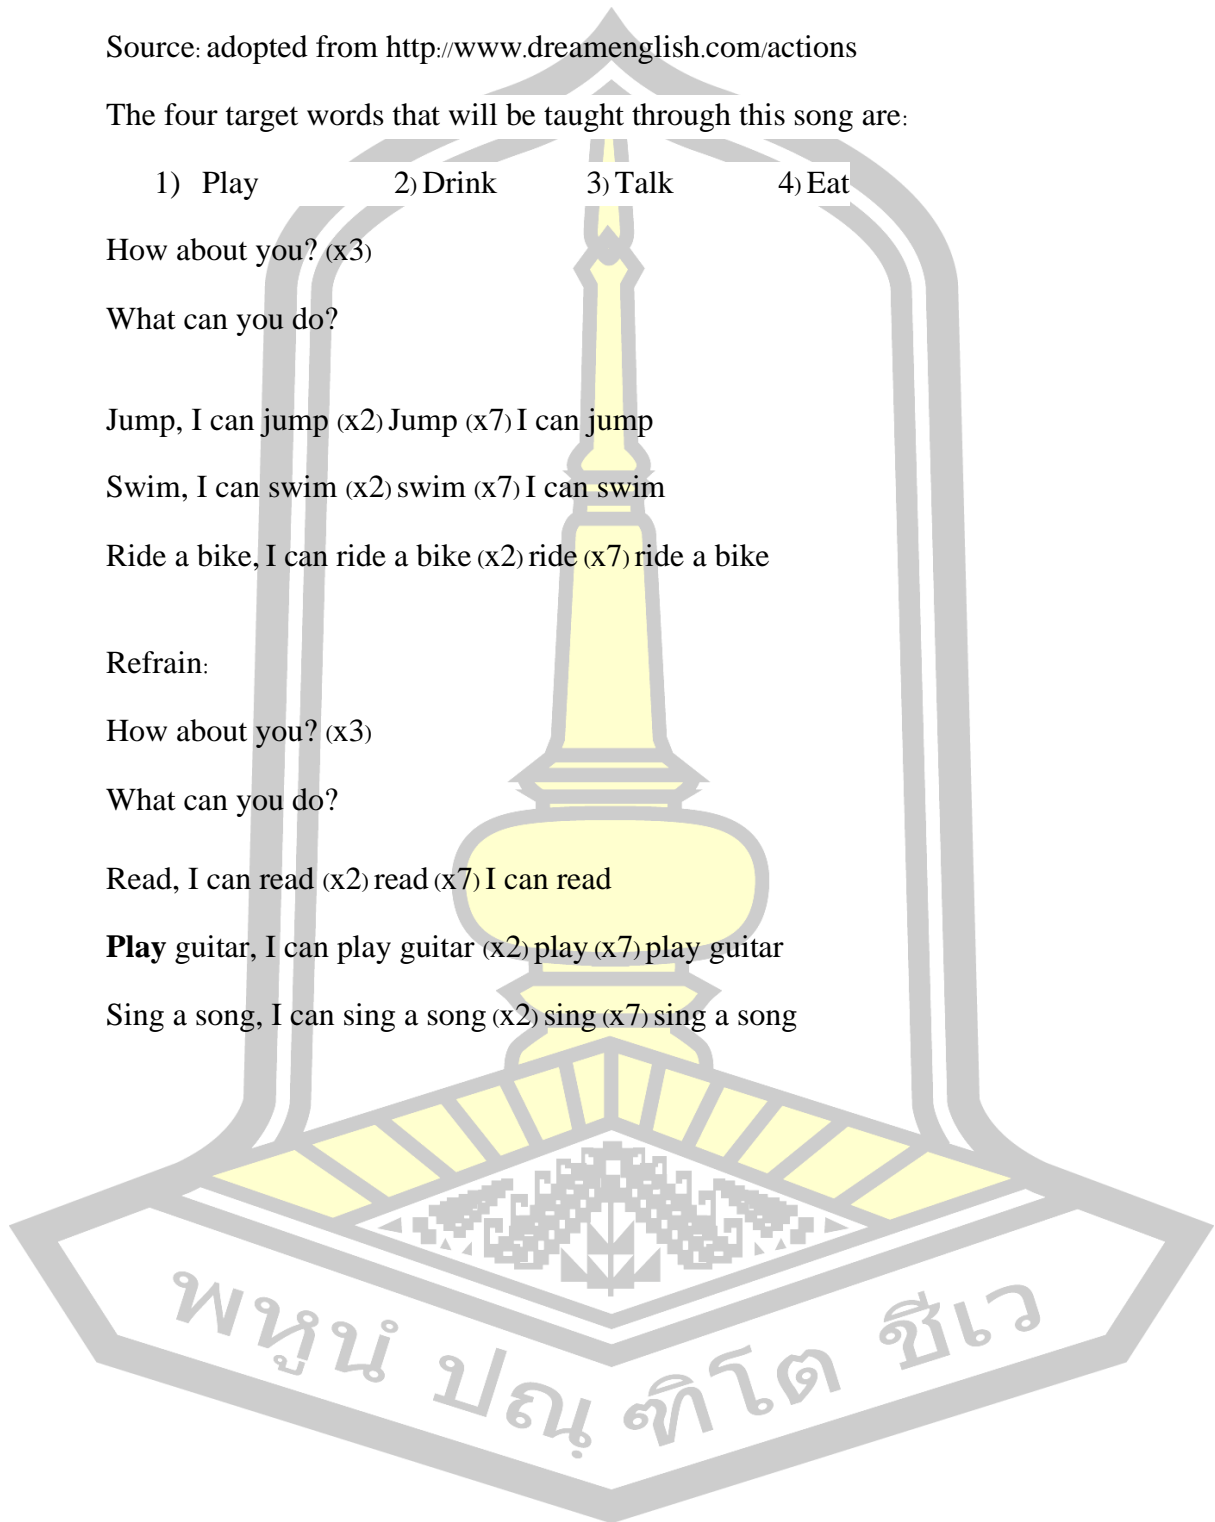 Source: adopted from http://www.dreamenglish.com/actions
The four target words that will be taught through this song are:
1) Play 2) Drink 3) Talk 4) Eat
How about you? (x3)
What can you do?
Jump, I can jump (x2) Jump (x7) I can jump
Swim, I can swim (x2) swim (x7) I can swim
Ride a bike, I can ride a bike (x2) ride (x7) ride a bike
Refrain:
How about you? (x3)
What can you do?
Read, I can read (x2) read (x7) I can read
Play guitar, I can play guitar (x2) play (x7) play guitar
Sing a song, I can sing a song (x2) sing (x7) sing a song
พหูนํ ปณฺฑิโต ชีเว